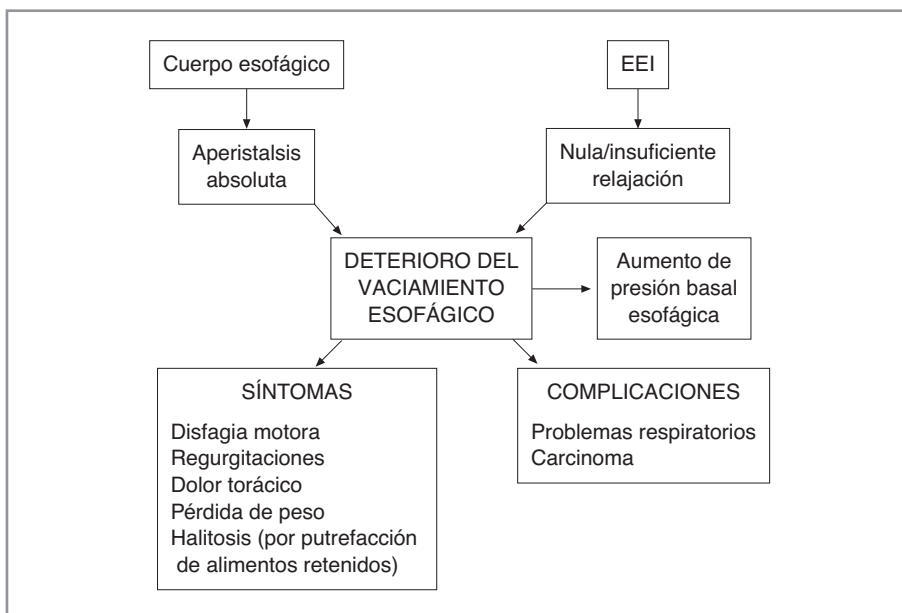 Cuerpo esofágico
EEI
Aperistalsis
absoluta
Nula/insuficiente
relajación
DETERIORO DEL
VACIAMIENTO
ESOFÁGICO
Aumento de
presión basal
esofágica
SÍNTOMAS
Disfagia motora
Regurgitaciones
Dolor torácico
Pérdida de peso
Halitosis (por putrefacción
de alimentos retenidos)
COMPLICACIONES
Problemas respiratorios
Carcinoma